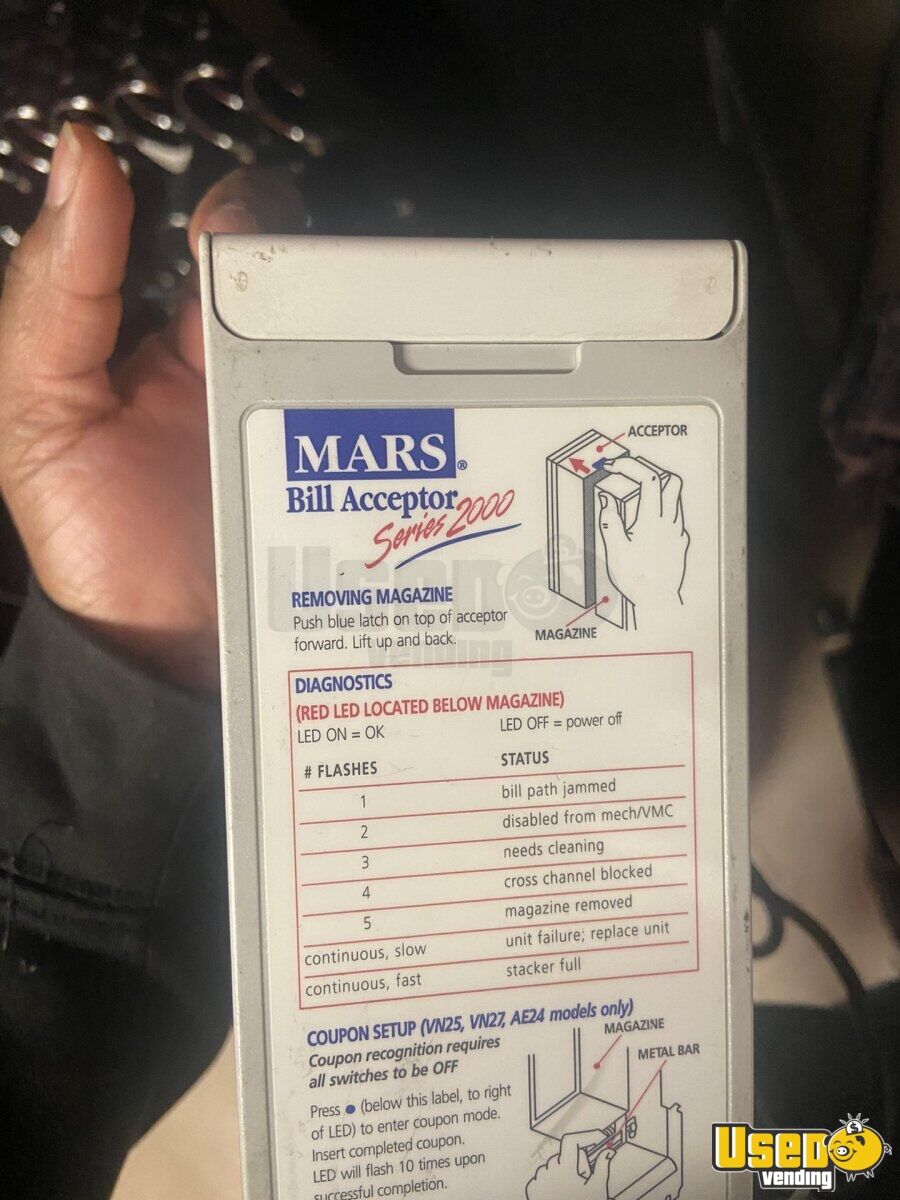 MARS®
Bill Acceptor
Series 2000
ACCEPTOR
MAGAZINE
REMOVING MAGAZINE
Push blue latch on top of acceptor
forward. Lift up and back.
DIAGNOSTICS
(RED LED LOCATED BELOW MAGAZINE)
LED ON = OK LED OFF = power off
# FLASHES STATUS
1 bill path jammed
2 disabled from mech/VMC
3 needs cleaning
4 cross channel blocked
5 magazine removed
continuous, slow unit failure; replace unit
continuous, fast stacker full
COUPON SETUP (VN25, VN27, AE24 models only)
Coupon recognition requires
all switches to be OFF
MAGAZINE
METAL BAR
Press ● (below this label, to right
of LED) to enter coupon mode.
Insert completed coupon.
LED will flash 10 times upon
successful completion.
Used
vending
Used
vending